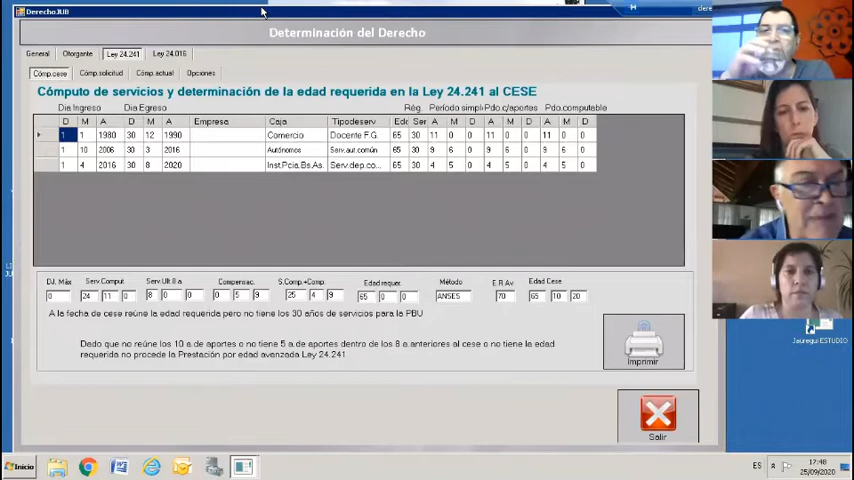 DerechoJUB
Determinación del Derecho
General Otorgante Ley 24.241 Ley 24.016
Cómp.cese Cómp.solicitud Cómp.actual Opciones
Cómputo de servicios y determinación de la edad requerida en la Ley 24.241 al CESE
Dia Ingreso Dia Egreso Rég. Período simpl Pdo.c/aportes Pdo.computable
D M A D M A Empresa Caja Tipodeserv Edc Ser A M D A M D A M D
1 1 1980 30 12 1990 Comercio Docente F.G. 65 30 11 0 0 11 0 0 11 0 0
1 10 2006 30 3 2016 Autónomos Serv.aut.común 65 30 9 6 0 9 6 0 9 6 0
1 4 2016 30 8 2020 Inst.Pcia.Bs.As. Serv.dep.co... 65 30 4 5 0 4 5 0 4 5 0
DJ. Máx Serv.Comput Serv.Ult.8 a Compensac. S.Comp.+Comp. Edad requer. Método E.R.Av Edad Cese
0 24 11 0 8 0 0 0 5 9 25 4 9 65 0 0 ANSES 70 65 10 20
A la fecha de cese reúne la edad requerida pero no tiene los 30 años de servicios para la PBU
Dado que no reúne los 10 a.de aportes o no tiene 5 a.de aportes dentro de los 8 a.anteriores al cese o no tiene la edad
requerida no procede la Prestación por edad avanzada Ley 24.241
Imprimir
Salir
Jauregui ESTUDIO
Inicio
ES
17:48
25/09/2020